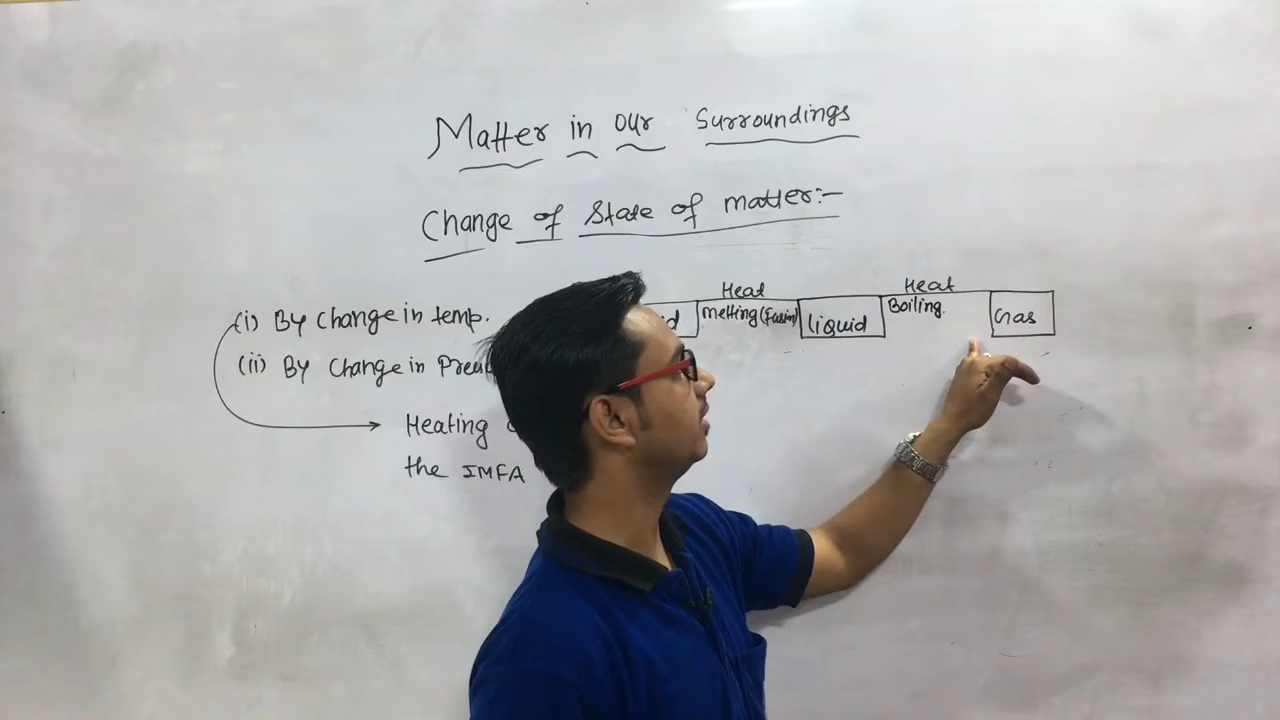 Matter in our Surroundings
Change of State of matter:-
Heat Heat
(i) By Change in temp.
melting (Fusion) liquid Boiling. Gas
(ii) By Change in
Heating
the IMFA